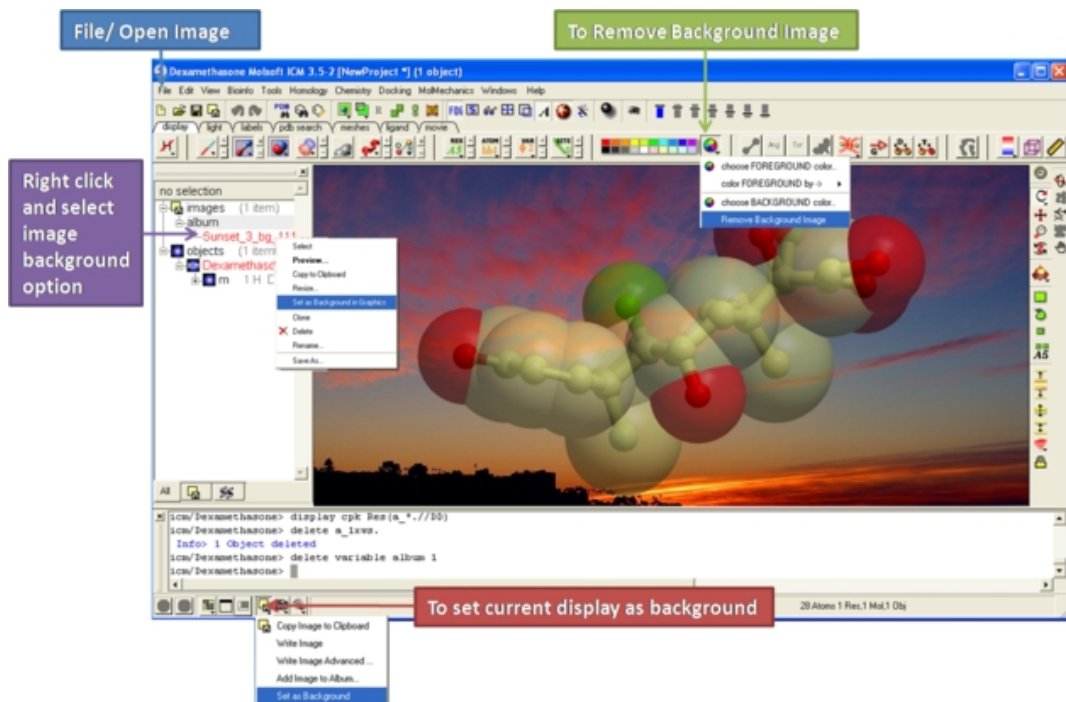 File/ Open Image
To Remove Background Image
Dexamethasone Molsoft ICM 3.5-2 [NewProject *] (1 object)
File Edit View Bioinfo Tools Homology Chemistry Docking MolMechanics Windows Help
display light labels pdb search meshes ligand movie
choose FOREGROUND color..
color FOREGROUND by ->
choose BACKGROUND color..
Remove Background Image
Right click
and select
image
background
option
no selection
images (1 item)
album
Sunset_3_bg_111
objects (1 item)
Dexamethaso
m 1 H D
Select
Preview...
Copy to Clipboard
Resize...
Set as Background in Graphics
Clone
Delete
Rename...
Save As...
All
icm/Dexamethasone> display cpk Res(a_*.//DD)
icm/Dexamethasone> delete a_1xws.
Info> 1 Object deleted
icm/Dexamethasone> delete variable album 1
icm/Dexamethasone>
To set current display as background
28 Atoms 1 Res,1 Mol,1 Obj
Copy Image to Clipboard
Write Image
Write Image Advanced ...
Add Image to Album...
Set as Background